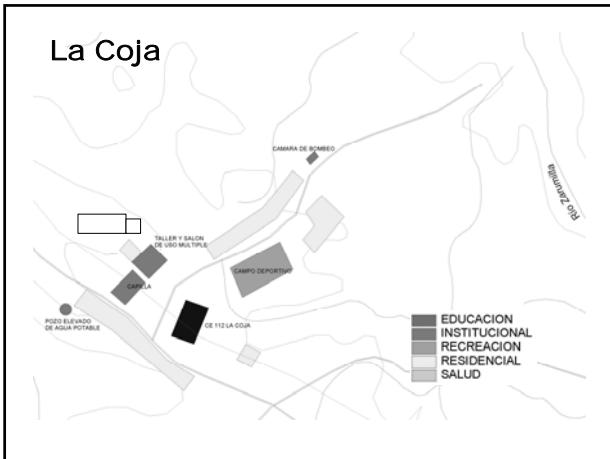 La Coja
CAMARA DE BOMBEO
Río Zarumilla
TALLER Y SALON
DE USO MULTIPLE
CAMPO DEPORTIVO
CAPILLA
POZO ELEVADO
DE AGUA POTABLE
CE 112 LA COJA
EDUCACION
INSTITUCIONAL
RECREACION
RESIDENCIAL
SALUD